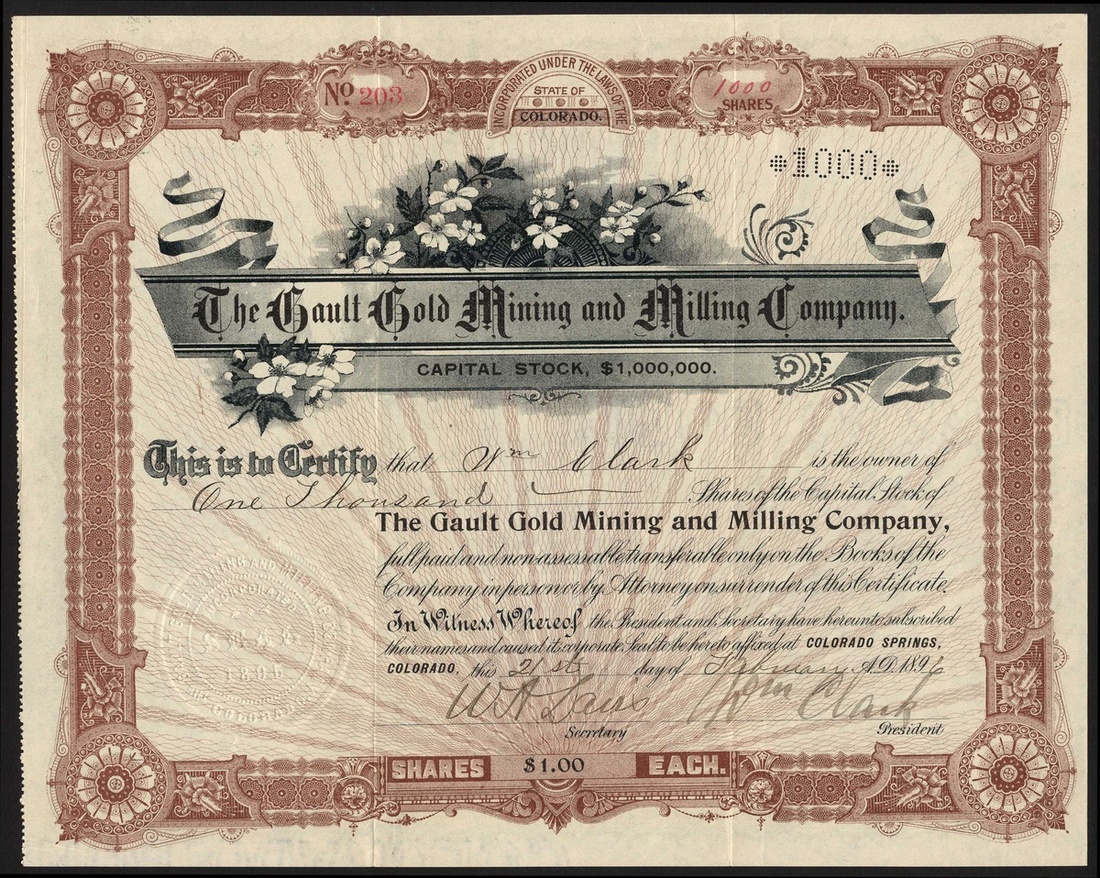 No 203
INCORPORATED UNDER THE LAWS OF THE
STATE OF
COLORADO.
1000
SHARES
*1000*
The Gault Gold Mining and Milling Company.
CAPITAL STOCK, $1,000,000.
This is to Certify that Wm Clark is the owner of
One Thousand Shares of the Capital Stock of
The Gault Gold Mining and Milling Company,
full paid and non-assessable transferable only on the Books of the
Company in person or by Attorney on surrender of this Certificate.
In Witness Whereof the President and Secretary have hereunto subscribed
their names and caused its corporate Seal to be hereto affixed at COLORADO SPRINGS,
COLORADO, this 21st day of February A.D. 1896
W A Davis Wm Clark
Secretary President
INCORPORATED
1895
SHARES $1.00 EACH.